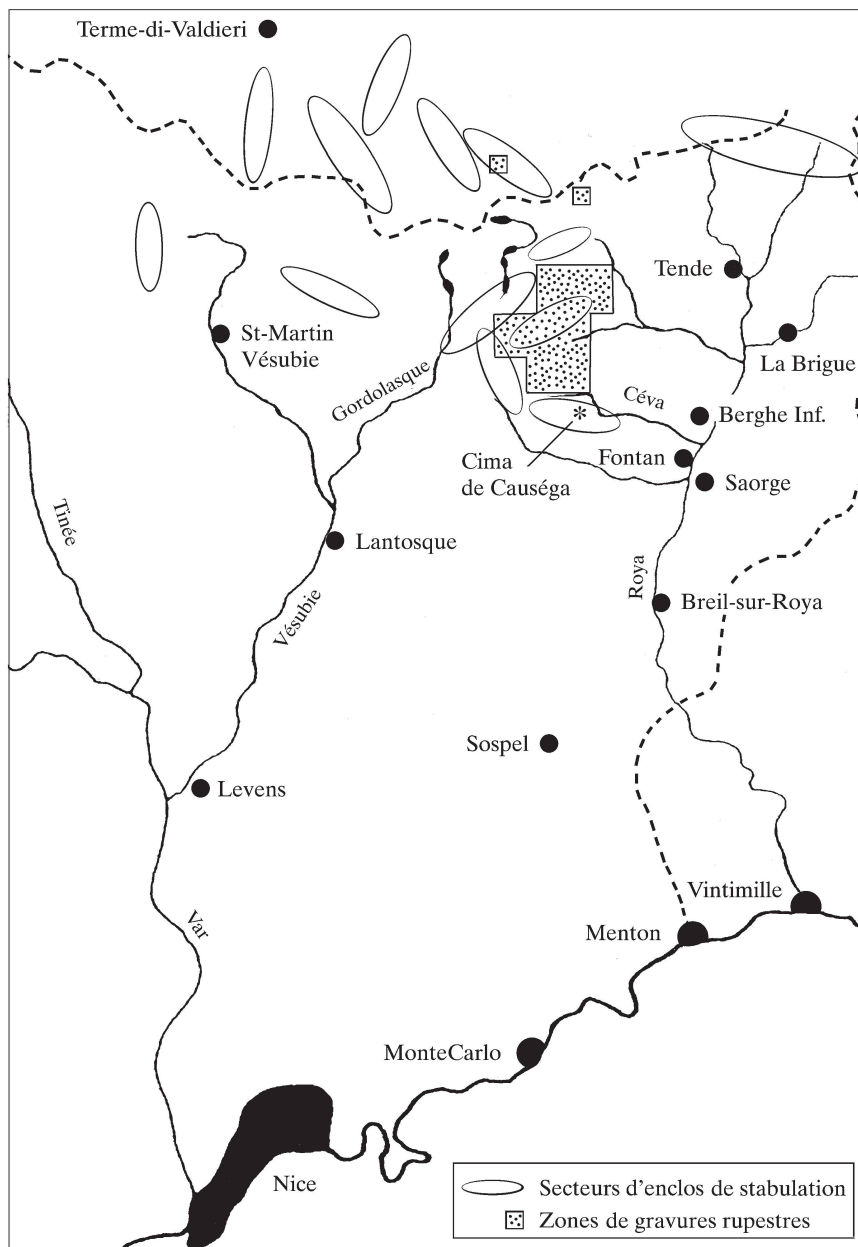 Terme-di-Valdieri
Tende
St-Martin
Vésubie
La Brigue
Gordolasque
Céva
Berghe Inf.
Cima
de Causéga
*
Fontan
Saorge
Tinée
Lantosque
Vésubie
Roya
Breil-sur-Roya
Sospel
Levens
Vintimille
Var
Menton
MonteCarlo
Nice
Secteurs d'enclos de stabulation
Zones de gravures rupestres